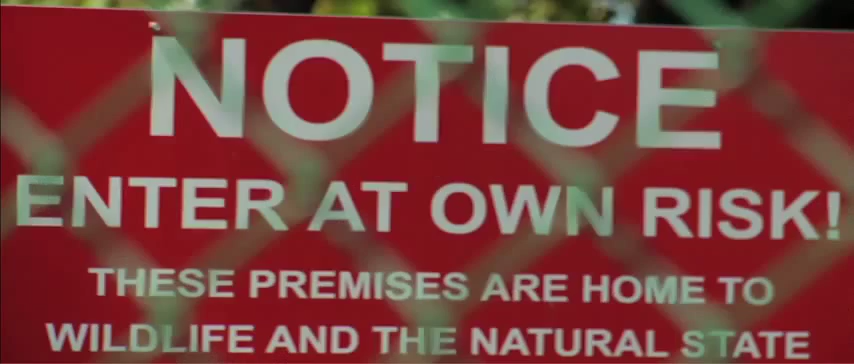 NOTICE
ENTER AT OWN RISK!
THESE PREMISES ARE HOME TO
WILDLIFE AND THE NATURAL STATE